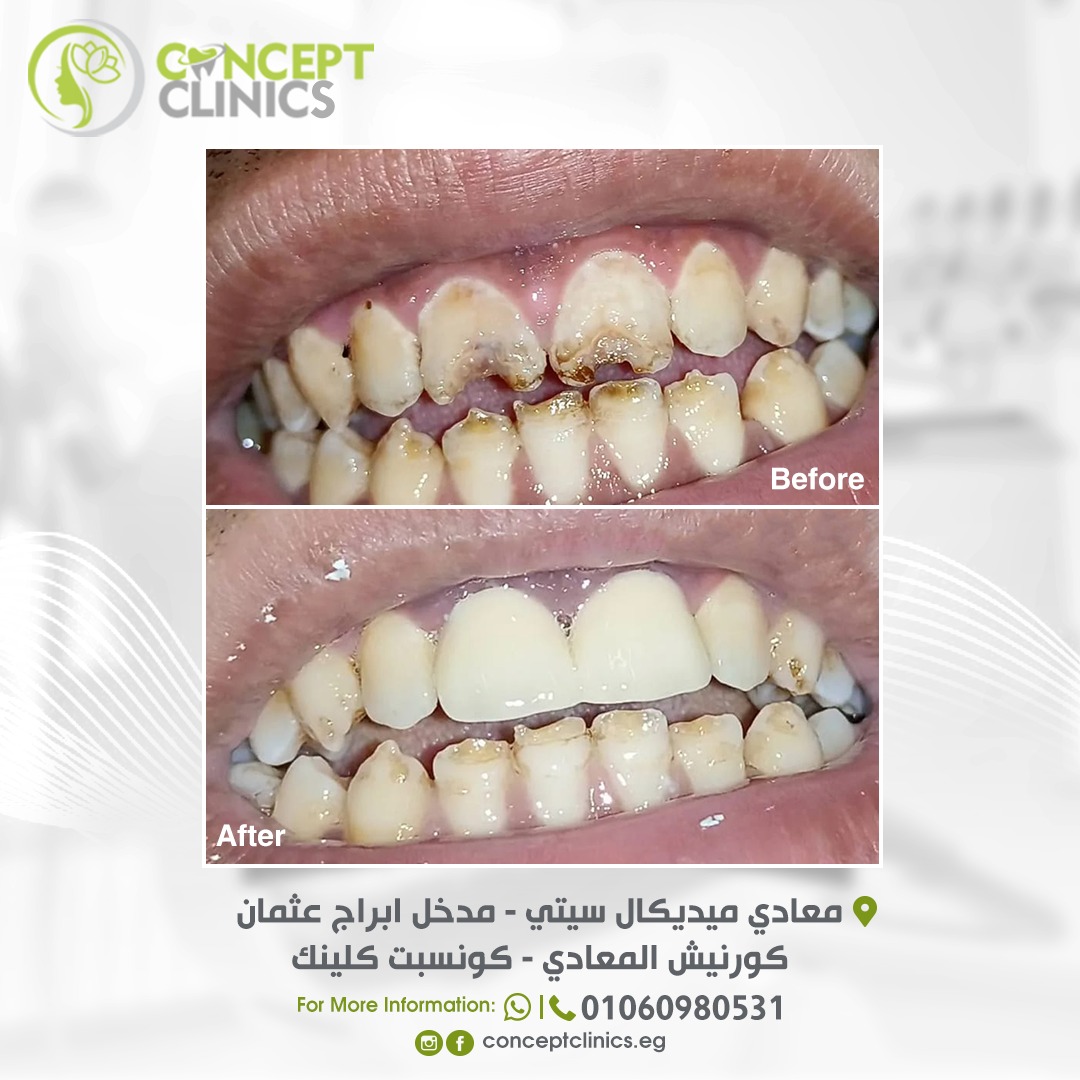 CONCEPT
CLINICS
Before
After
معادي ميديكال سيتي - مدخل ابراج عثمان
كورنيش المعادي - كونسبت كلينك
For More Information: | 01060980531
conceptclinics.eg